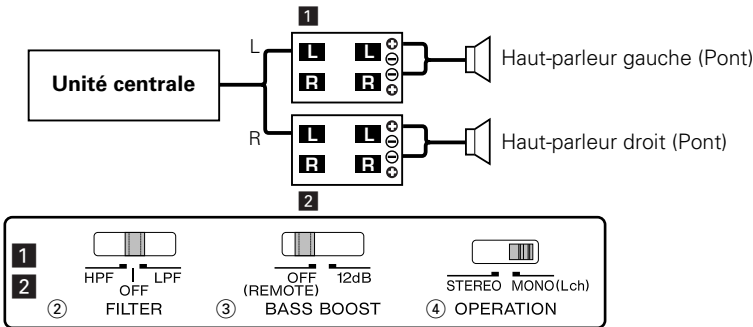 1
L
L L ⊕
⊖
R R ⊖
⊕
Unité centrale
Haut-parleur gauche (Pont)
R
L L ⊕
⊖
R R ⊖
⊕
Haut-parleur droit (Pont)
2
1
2
HPF LPF
OFF
② FILTER
OFF 12dB
(REMOTE)
③ BASS BOOST
STEREO MONO(Lch)
④ OPERATION